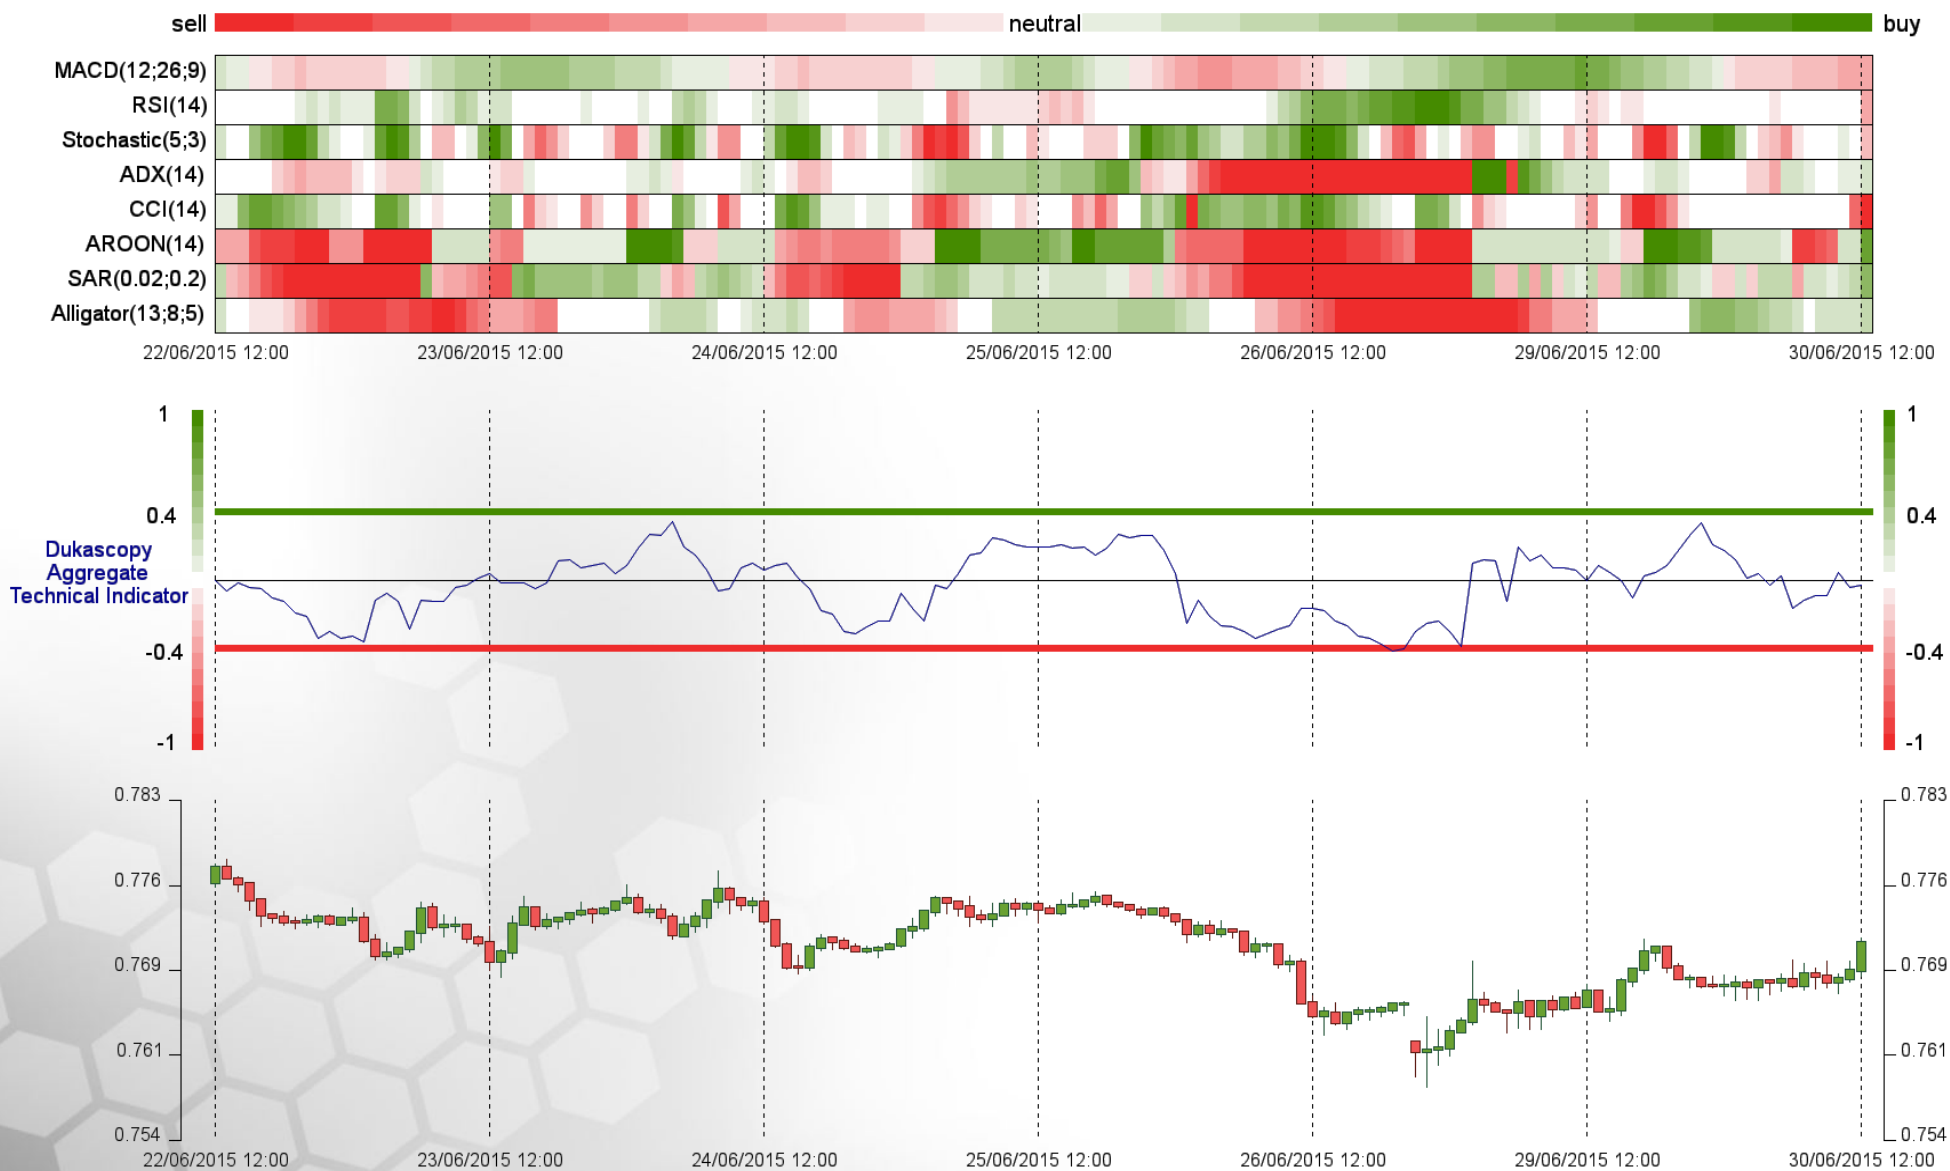 sell neutral buy
MACD(12;26;9)
RSI(14)
Stochastic(5;3)
ADX(14)
CCI(14)
AROON(14)
SAR(0.02;0.2)
Alligator(13;8;5)
22/06/2015 12:00 23/06/2015 12:00 24/06/2015 12:00 25/06/2015 12:00 26/06/2015 12:00 29/06/2015 12:00 30/06/2015 12:00
1 1
0.4 0.4
Dukascopy
Aggregate
Technical Indicator
-0.4 -0.4
-1 -1
0.783 0.783
0.776 0.776
0.769 0.769
0.761 0.761
0.754 0.754
22/06/2015 12:00 23/06/2015 12:00 24/06/2015 12:00 25/06/2015 12:00 26/06/2015 12:00 29/06/2015 12:00 30/06/2015 12:00